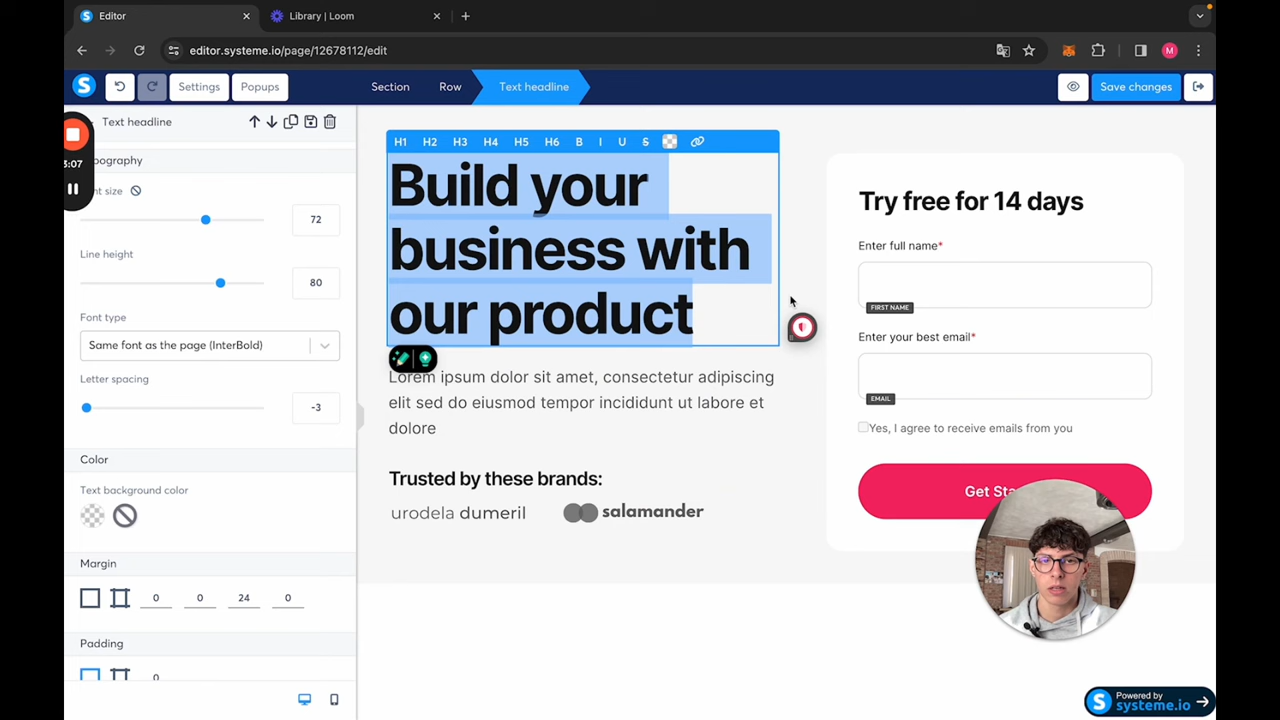 Editor
Library | Loom
editor.systeme.io/page/12678112/edit
M
S
Settings
Popups
Section
Row
Text headline
Save changes
Text headline
3:07
H1 H2 H3 H4 H5 H6 B I U S
Build your
business with
our product
Font size
72
Line height
80
Font type
Same font as the page (InterBold)
Letter spacing
-3
Color
Text background color
Margin
0 0 24 0
Padding
0
Lorem ipsum dolor sit amet, consectetur adipiscing
elit sed do eiusmod tempor incididunt ut labore et
dolore
Trusted by these brands:
urodela dumeril
salamander
Try free for 14 days
Enter full name*
FIRST NAME
Enter your best email*
EMAIL
Yes, I agree to receive emails from you
Get Sta
S
Powered by
systeme.io